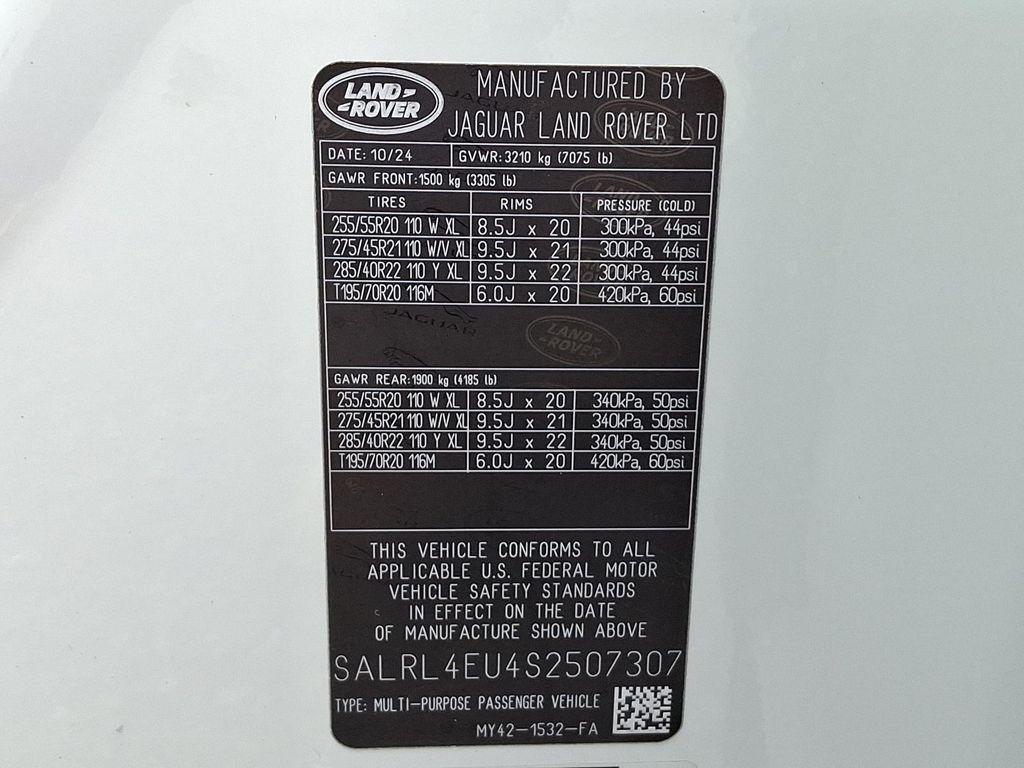 LAND-
-ROVER
MANUFACTURED BY
JAGUAR LAND ROVER LTD
DATE: 10/24 GVWR: 3210 kg (7075 lb)
GAWR FRONT: 1500 kg (3305 lb)
TIRES RIMS PRESSURE (COLD)
255/55R20 110 W XL 8.5J x 20 300kPa, 44psi
275/45R21 110 W/V XL 9.5J x 21 300kPa, 44psi
285/40R22 110 Y XL 9.5J x 22 300kPa, 44psi
T195/70R20 116M 6.0J x 20 420kPa, 60psi
JAGUAR
LAND-
-ROVER
GAWR REAR: 1900 kg (4185 lb)
255/55R20 110 W XL 8.5J x 20 340kPa, 50psi
275/45R21 110 W/V XL 9.5J x 21 340kPa, 50psi
285/40R22 110 Y XL 9.5J x 22 340kPa, 50psi
T195/70R20 116M 6.0J x 20 420kPa, 60psi
THIS VEHICLE CONFORMS TO ALL
APPLICABLE U.S. FEDERAL MOTOR
VEHICLE SAFETY STANDARDS
IN EFFECT ON THE DATE
OF MANUFACTURE SHOWN ABOVE
SALRL4EU4S2507307
TYPE: MULTI-PURPOSE PASSENGER VEHICLE
MY42-1532-FA